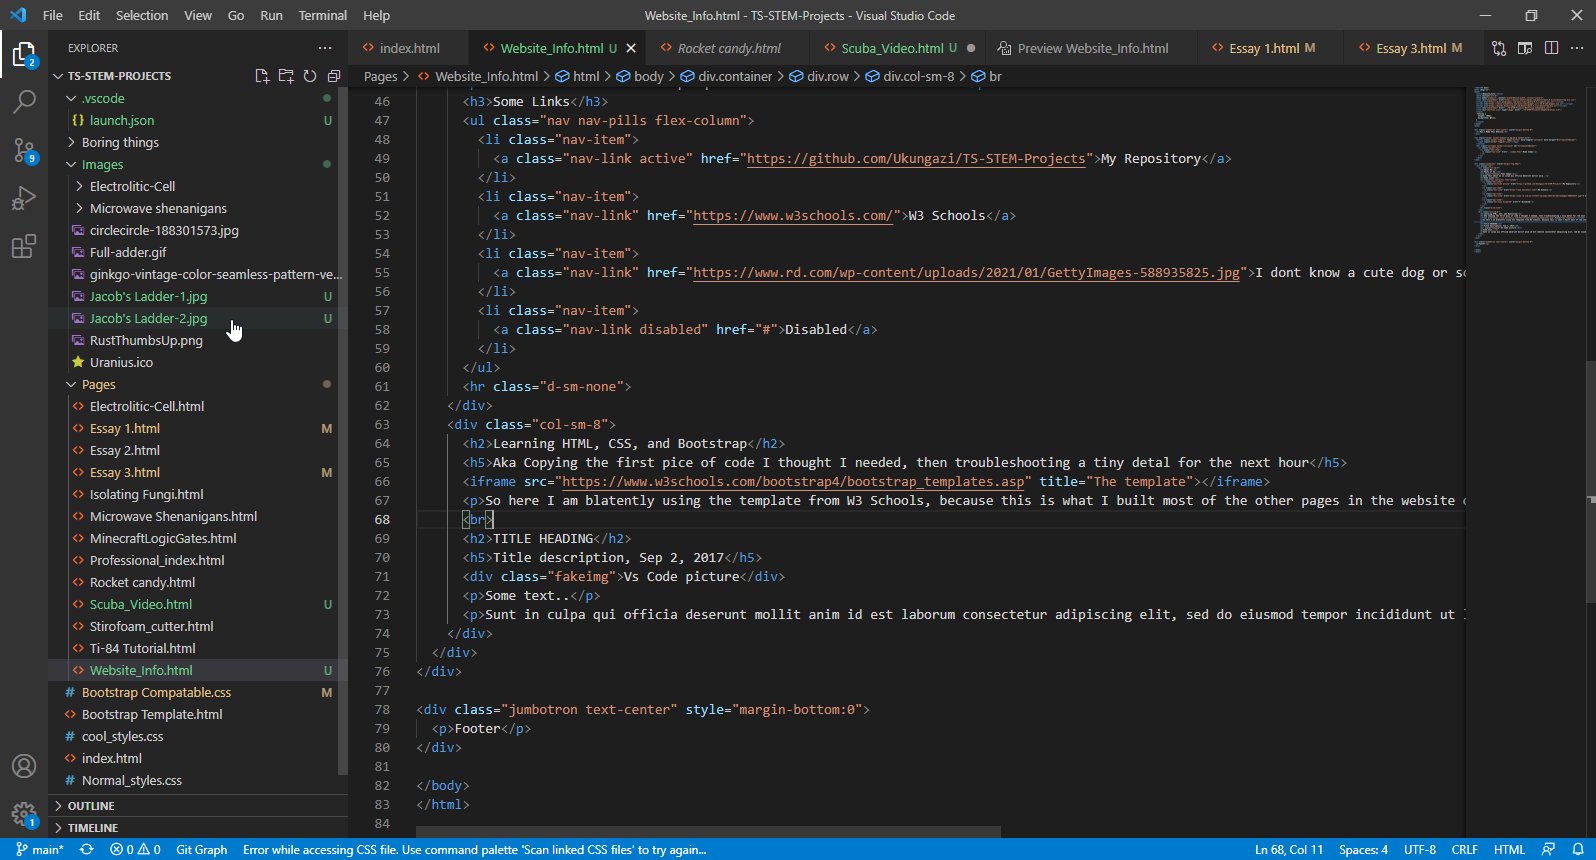 File Edit Selection View Go Run Terminal Help
Website_Info.html - TS-STEM-Projects - Visual Studio Code
EXPLORER
index.html
Website_Info.html U
Rocket candy.html
Scuba_Video.html U
Preview Website_Info.html
Essay 1.html M
Essay 3.html M
Pages > Website_Info.html > html > body > div.container > div.row > div.col-sm-8 > br
2
9
1
TS-STEM-PROJECTS
.vscode
launch.json U
Boring things
Images
Electrolitic-Cell
Microwave shenanigans
circlecircle-188301573.jpg
Full-adder.gif
ginkgo-vintage-color-seamless-pattern-ve...
Jacob's Ladder-1.jpg U
Jacob's Ladder-2.jpg U
RustThumbsUp.png
Uranius.ico
Pages
Electrolitic-Cell.html
Essay 1.html M
Essay 2.html
Essay 3.html M
Isolating Fungi.html
Microwave Shenanigans.html
MinecraftLogicGates.html
Professional_index.html
Rocket candy.html
Scuba_Video.html U
Stirofoam_cutter.html
Ti-84 Tutorial.html
Website_Info.html U
Bootstrap Compatable.css M
Bootstrap Template.html
cool_styles.css
index.html
Normal_styles.css
OUTLINE
TIMELINE
46 <h3>Some Links</h3>
47 <ul class="nav nav-pills flex-column">
48 <li class="nav-item">
49 <a class="nav-link active" href="https://github.com/Ukungazi/TS-STEM-Projects">My Repository</a>
50 </li>
51 <li class="nav-item">
52 <a class="nav-link" href="https://www.w3schools.com/">W3 Schools</a>
53 </li>
54 <li class="nav-item">
55 <a class="nav-link" href="https://www.rd.com/wp-content/uploads/2021/01/GettyImages-588935825.jpg">I dont know a cute dog or
56 </li>
57 <li class="nav-item">
58 <a class="nav-link disabled" href="#">Disabled</a>
59 </li>
60 </ul>
61 <hr class="d-sm-none">
62 </div>
63 <div class="col-sm-8">
64 <h2>Learning HTML, CSS, and Bootstrap</h2>
65 <h5>Aka Copying the first pice of code I thought I needed, then troubleshooting a tiny detal for the next hour</h5>
66 <iframe src="https://www.w3schools.com/bootstrap4/bootstrap_templates.asp" title="The template"></iframe>
67 <p>So here I am blatently using the template from W3 Schools, because this is what I built most of the other pages in the website
68 <br>
69 <h2>TITLE HEADING</h2>
70 <h5>Title description, Sep 2, 2017</h5>
71 <div class="fakeimg">Vs Code picture</div>
72 <p>Some text..</p>
73 <p>Sunt in culpa qui officia deserunt mollit anim id est laborum consectetur adipiscing elit, sed do eiusmod tempor incididunt ut
74 </div>
75 </div>
76 </div>
77
78 <div class="jumbotron text-center" style="margin-bottom:0">
79 <p>Footer</p>
80 </div>
81
82 </body>
83 </html>
84
main* 0 0 Git Graph Error while accessing CSS file. Use command palette 'Scan linked CSS files' to try again... Ln 68, Col 11 Spaces: 4 UTF-8 CRLF HTML